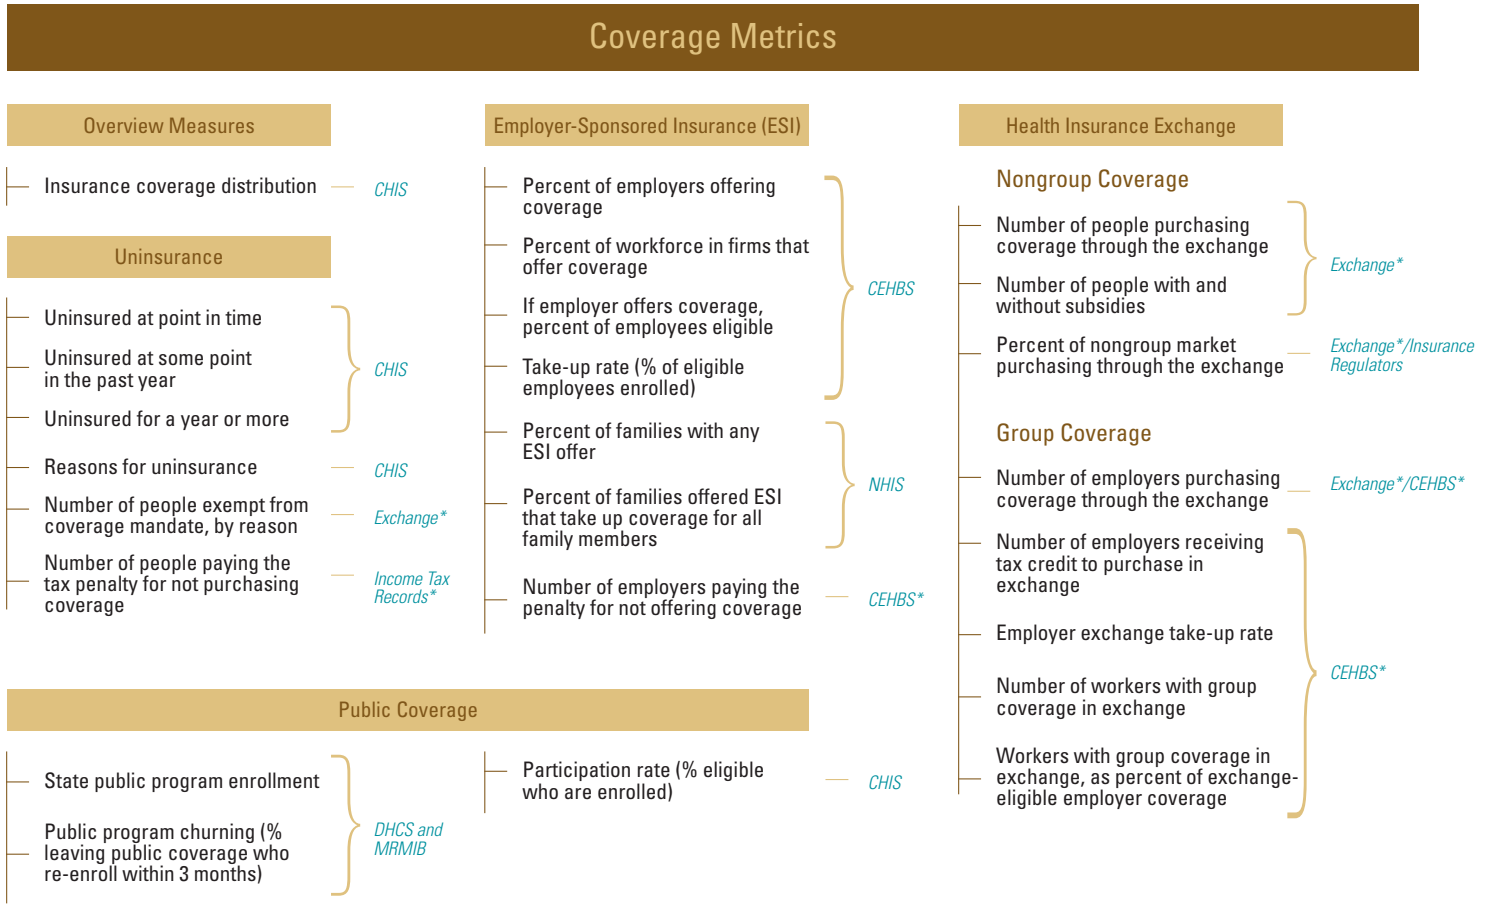 Coverage Metrics
Overview Measures
Insurance coverage distribution
CHIS
Uninsurance
Uninsured at point in time
Uninsured at some point
in the past year
Uninsured for a year or more
CHIS
Reasons for uninsurance
CHIS
Number of people exempt from
coverage mandate, by reason
Exchange*
Number of people paying the
tax penalty for not purchasing
coverage
Income Tax
Records*
Employer-Sponsored Insurance (ESI)
Percent of employers offering
coverage
Percent of workforce in firms that
offer coverage
If employer offers coverage,
percent of employees eligible
Take-up rate (% of eligible
employees enrolled)
CEHBS
Percent of families with any
ESI offer
Percent of families offered ESI
that take up coverage for all
family members
NHIS
Number of employers paying the
penalty for not offering coverage
CEHBS*
Health Insurance Exchange
Nongroup Coverage
Number of people purchasing
coverage through the exchange
Number of people with and
without subsidies
Exchange*
Percent of nongroup market
purchasing through the exchange
Exchange*/Insurance
Regulators
Group Coverage
Number of employers purchasing
coverage through the exchange
Exchange*/CEHBS*
Number of employers receiving
tax credit to purchase in
exchange
Employer exchange take-up rate
Number of workers with group
coverage in exchange
Workers with group coverage in
exchange, as percent of exchange-
eligible employer coverage
CEHBS*
Public Coverage
State public program enrollment
Public program churning (%
leaving public coverage who
re-enroll within 3 months)
DHCS and
MRMIB
Participation rate (% eligible
who are enrolled)
CHIS